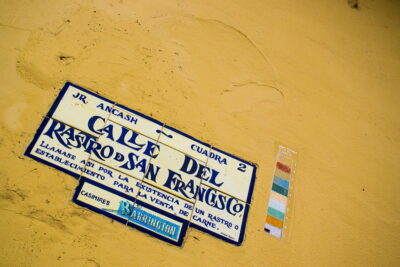 JR. ANCASH CUADRA 2
CALLE DEL
RASTRO D SAN FRANCISCO
LLAMASE ASI POR LA EXISTENCIA DE UN RASTRO O
ESTABLECIMIENTO PARA LA VENTA DE CARNE.
CASIMIRES
BARRINGTON